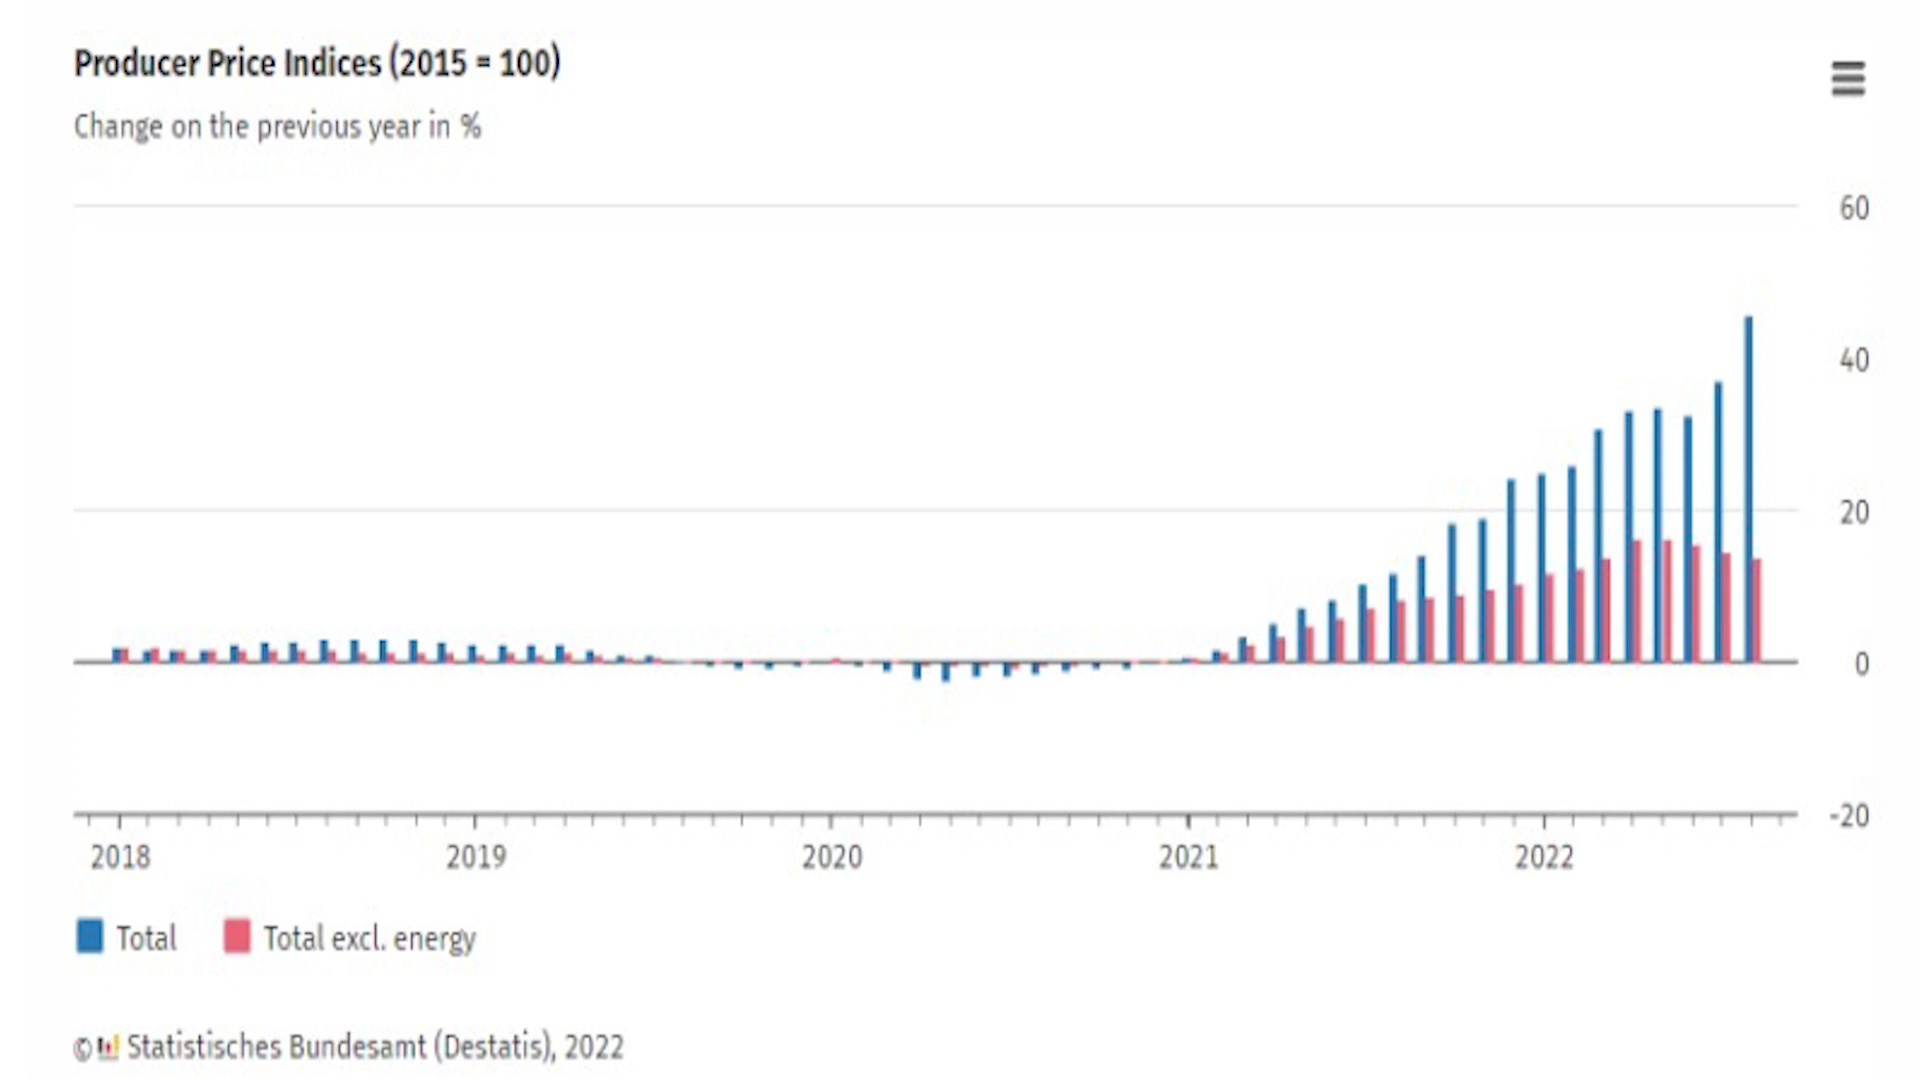 Producer Price Indices (2015 = 100)
Change on the previous year in %
60
40
20
0
-20
2018 2019 2020 2021 2022
Total Total excl. energy
© Statistisches Bundesamt (Destatis), 2022